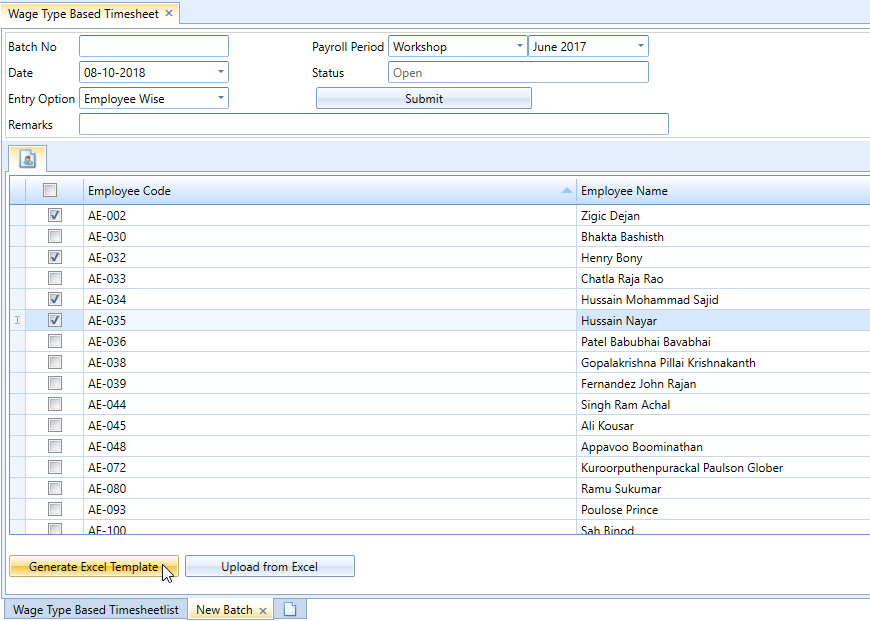 Wage Type Based Timesheet
Batch No Payroll Period Workshop June 2017
Date 08-10-2018 Status Open
Entry Option Employee Wise Submit
Remarks
Employee Code Employee Name
AE-002 Zigic Dejan
AE-030 Bhakta Bashisth
AE-032 Henry Bony
AE-033 Chatla Raja Rao
AE-034 Hussain Mohammad Sajid
AE-035 Hussain Nayar
AE-036 Patel Babubhai Bavabhai
AE-038 Gopalakrishna Pillai Krishnakanth
AE-039 Fernandez John Rajan
AE-044 Singh Ram Achal
AE-045 Ali Kousar
AE-048 Appavoo Boominathan
AE-072 Kuroorputhenpurackal Paulson Glober
AE-080 Ramu Sukumar
AE-093 Poulose Prince
AE-100 Sah Binod
Generate Excel Template Upload from Excel
Wage Type Based Timesheetlist New Batch